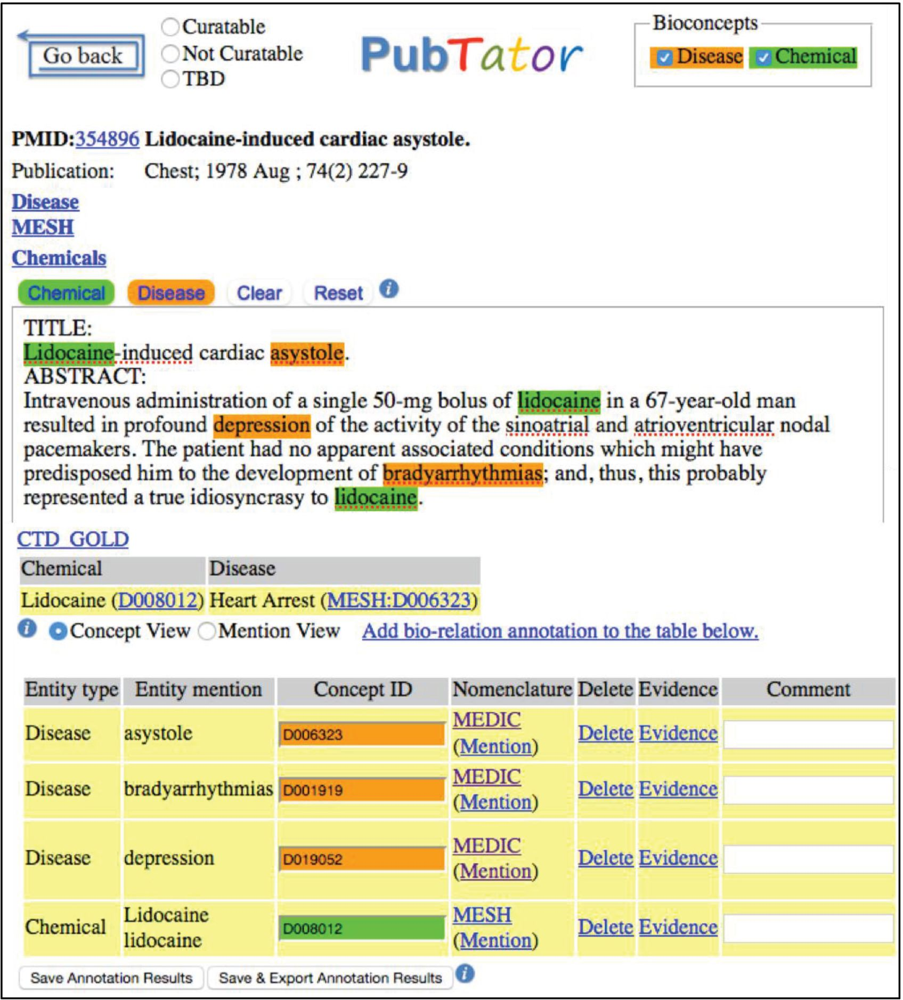 Go back
Curatable
Not Curatable
TBD
PubTator
Bioconcepts
Disease Chemical
PMID:354896 Lidocaine-induced cardiac asystole.
Publication: Chest; 1978 Aug ; 74(2) 227-9
Disease
MESH
Chemicals
Chemical Disease Clear Reset i
TITLE:
Lidocaine-induced cardiac asystole.
ABSTRACT:
Intravenous administration of a single 50-mg bolus of lidocaine in a 67-year-old man
resulted in profound depression of the activity of the sinoatrial and atrioventricular nodal
pacemakers. The patient had no apparent associated conditions which might have
predisposed him to the development of bradyarrhythmias; and, thus, this probably
represented a true idiosyncrasy to lidocaine.
CTD_GOLD
Chemical Disease
Lidocaine (D008012) Heart Arrest (MESH:D006323)
i Concept View Mention View Add bio-relation annotation to the table below.
Entity type Entity mention Concept ID Nomenclature Delete Evidence Comment
Disease asystole D006323 MEDIC (Mention) Delete Evidence
Disease bradyarrhythmias D001919 MEDIC (Mention) Delete Evidence
Disease depression D019052 MEDIC (Mention) Delete Evidence
Chemical Lidocaine lidocaine D008012 MESH (Mention) Delete Evidence
Save Annotation Results Save & Export Annotation Results i